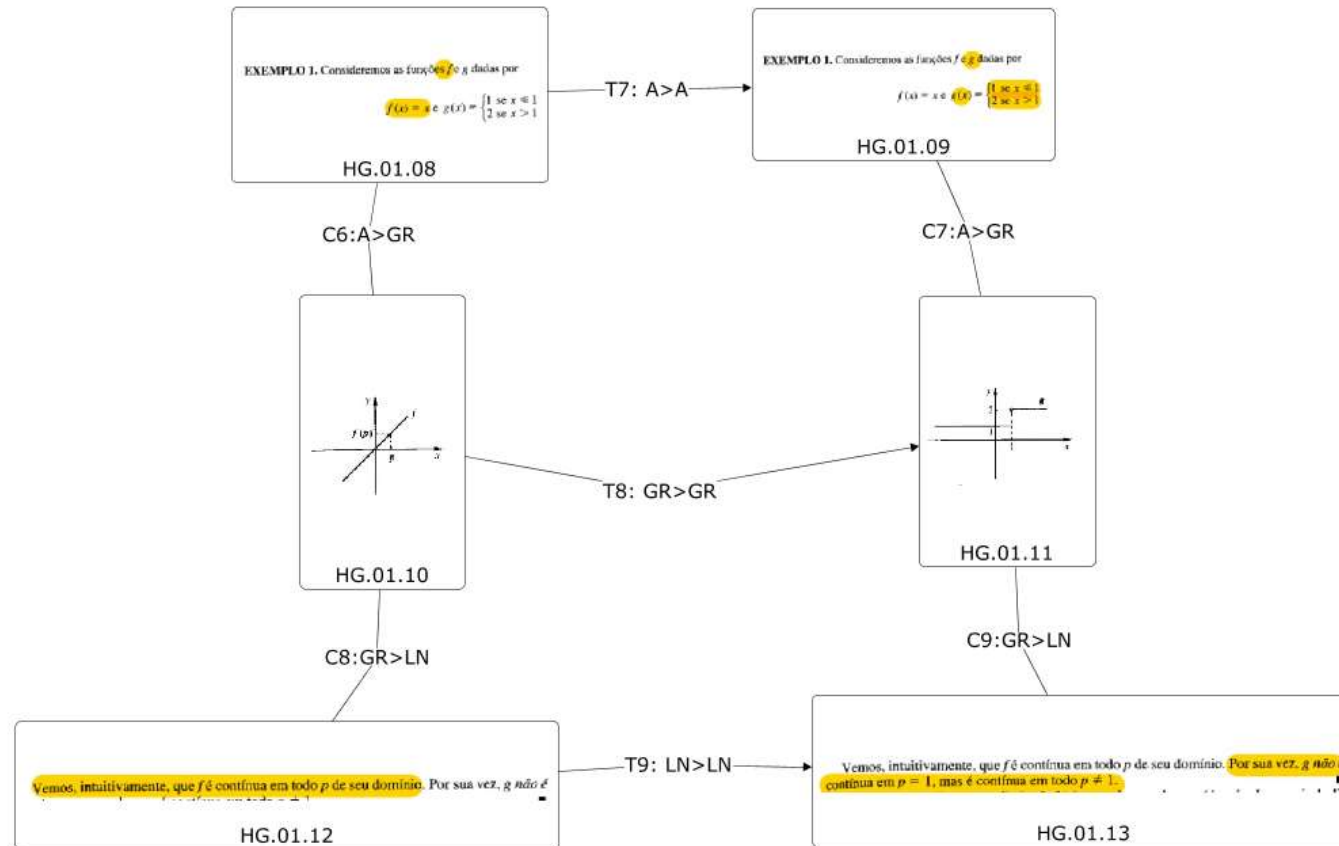 EXEMPLO 1. Consideremos as funções f e g dadas por
f(x) = x e g(x) = {1 se x ≤ 1
2 se x > 1
HG.01.08
T7: A>A
EXEMPLO 1. Consideremos as funções f e g dadas por
f(x) = x e g(x) = {1 se x ≤ 1
2 se x > 1
HG.01.09
C6:A>GR
C7:A>GR
y
f
f(p)
p
x
HG.01.10
T8: GR>GR
y
2
g
1
x
HG.01.11
C8:GR>LN
C9:GR>LN
Vemos, intuitivamente, que f é contínua em todo p de seu domínio. Por sua vez, g não é
HG.01.12
T9: LN>LN
Vemos, intuitivamente, que f é contínua em todo p de seu domínio. Por sua vez, g não
contínua em p = 1, mas é contínua em todo p ≠ 1.
HG.01.13